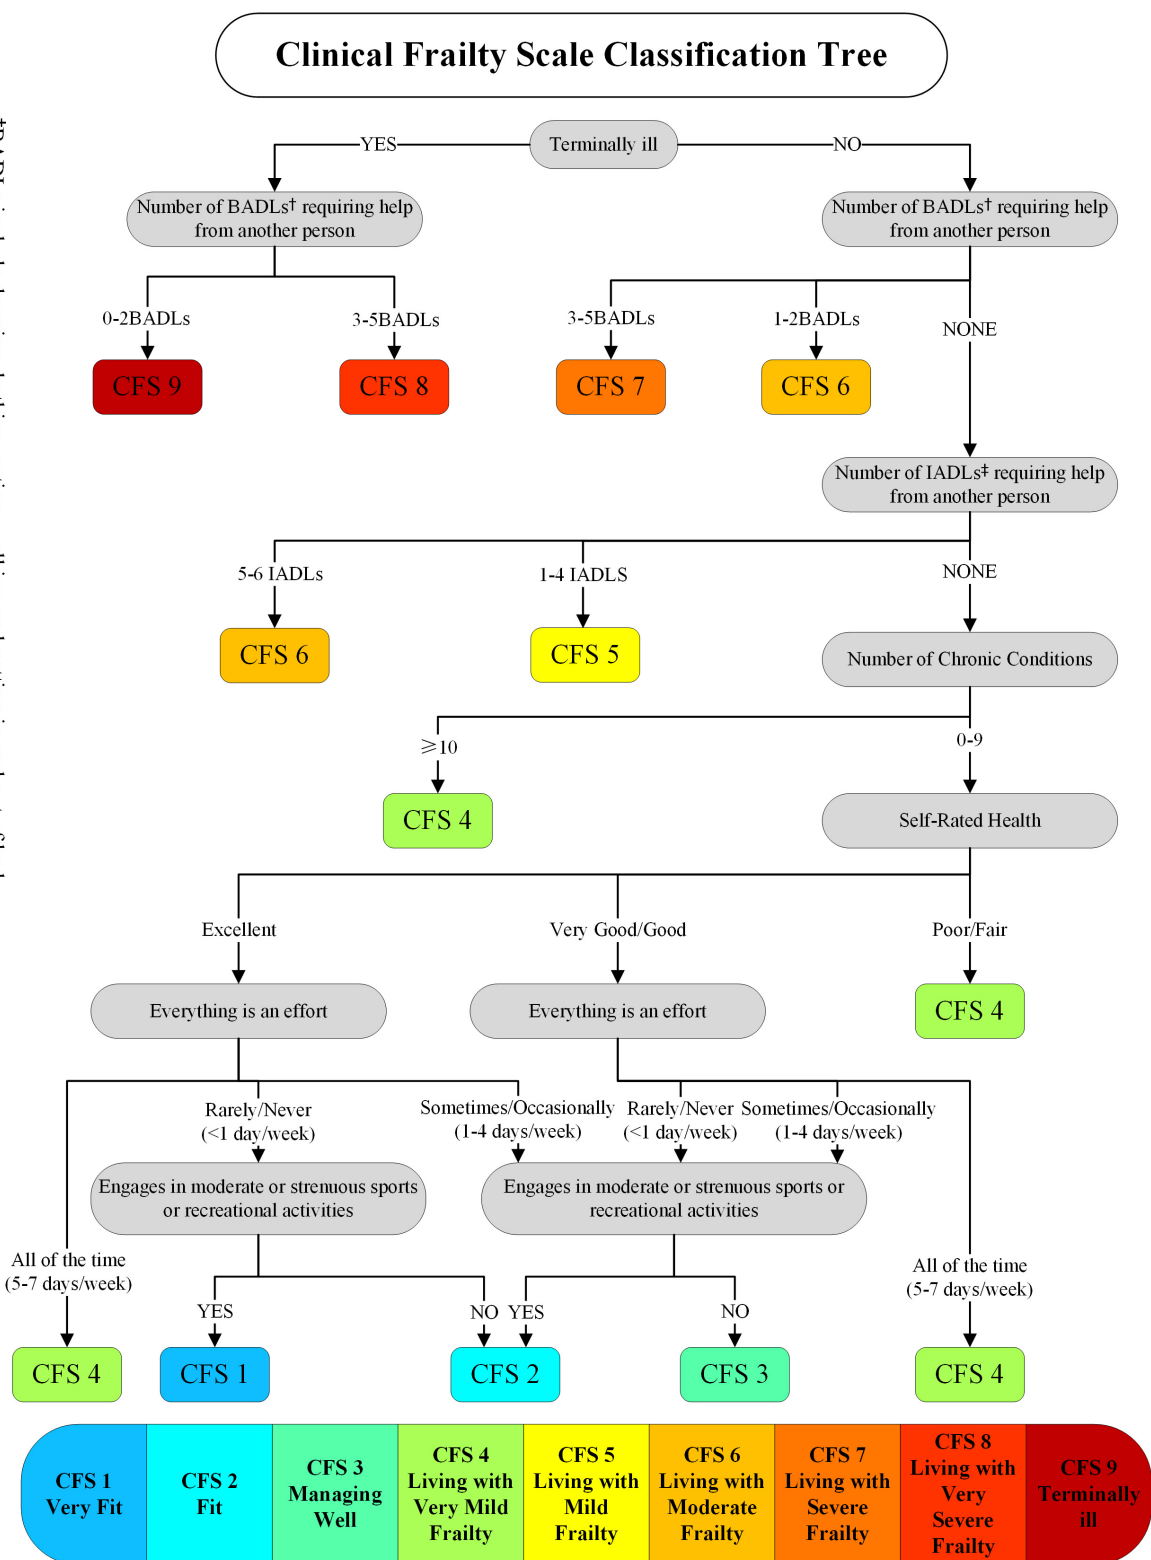 Clinical Frailty Scale Classification Tree
Terminally ill
YES
NO
Number of BADLs† requiring help
from another person
Number of BADLs† requiring help
from another person
0-2BADLs
3-5BADLs
3-5BADLs
1-2BADLs
NONE
CFS 9
CFS 8
CFS 7
CFS 6
Number of IADLs‡ requiring help
from another person
5-6 IADLs
1-4 IADLS
NONE
CFS 6
CFS 5
Number of Chronic Conditions
≥10
0-9
CFS 4
Self-Rated Health
Excellent
Very Good/Good
Poor/Fair
Everything is an effort
Everything is an effort
CFS 4
Rarely/Never
(<1 day/week)
Sometimes/Occasionally
(1-4 days/week)
Rarely/Never
(<1 day/week)
Sometimes/Occasionally
(1-4 days/week)
Engages in moderate or strenuous sports
or recreational activities
Engages in moderate or strenuous sports or
recreational activities
All of the time
(5-7 days/week)
All of the time
(5-7 days/week)
YES
NO
YES
NO
CFS 4
CFS 1
CFS 2
CFS 3
CFS 4
CFS 1
Very Fit
CFS 2
Fit
CFS 3
Managing
Well
CFS 4
Living with
Very Mild
Frailty
CFS 5
Living with
Mild
Frailty
CFS 6
Living with
Moderate
Frailty
CFS 7
Living with
Severe
Frailty
CFS 8
Living with
Very
Severe
Frailty
CFS 9
Terminally
ill